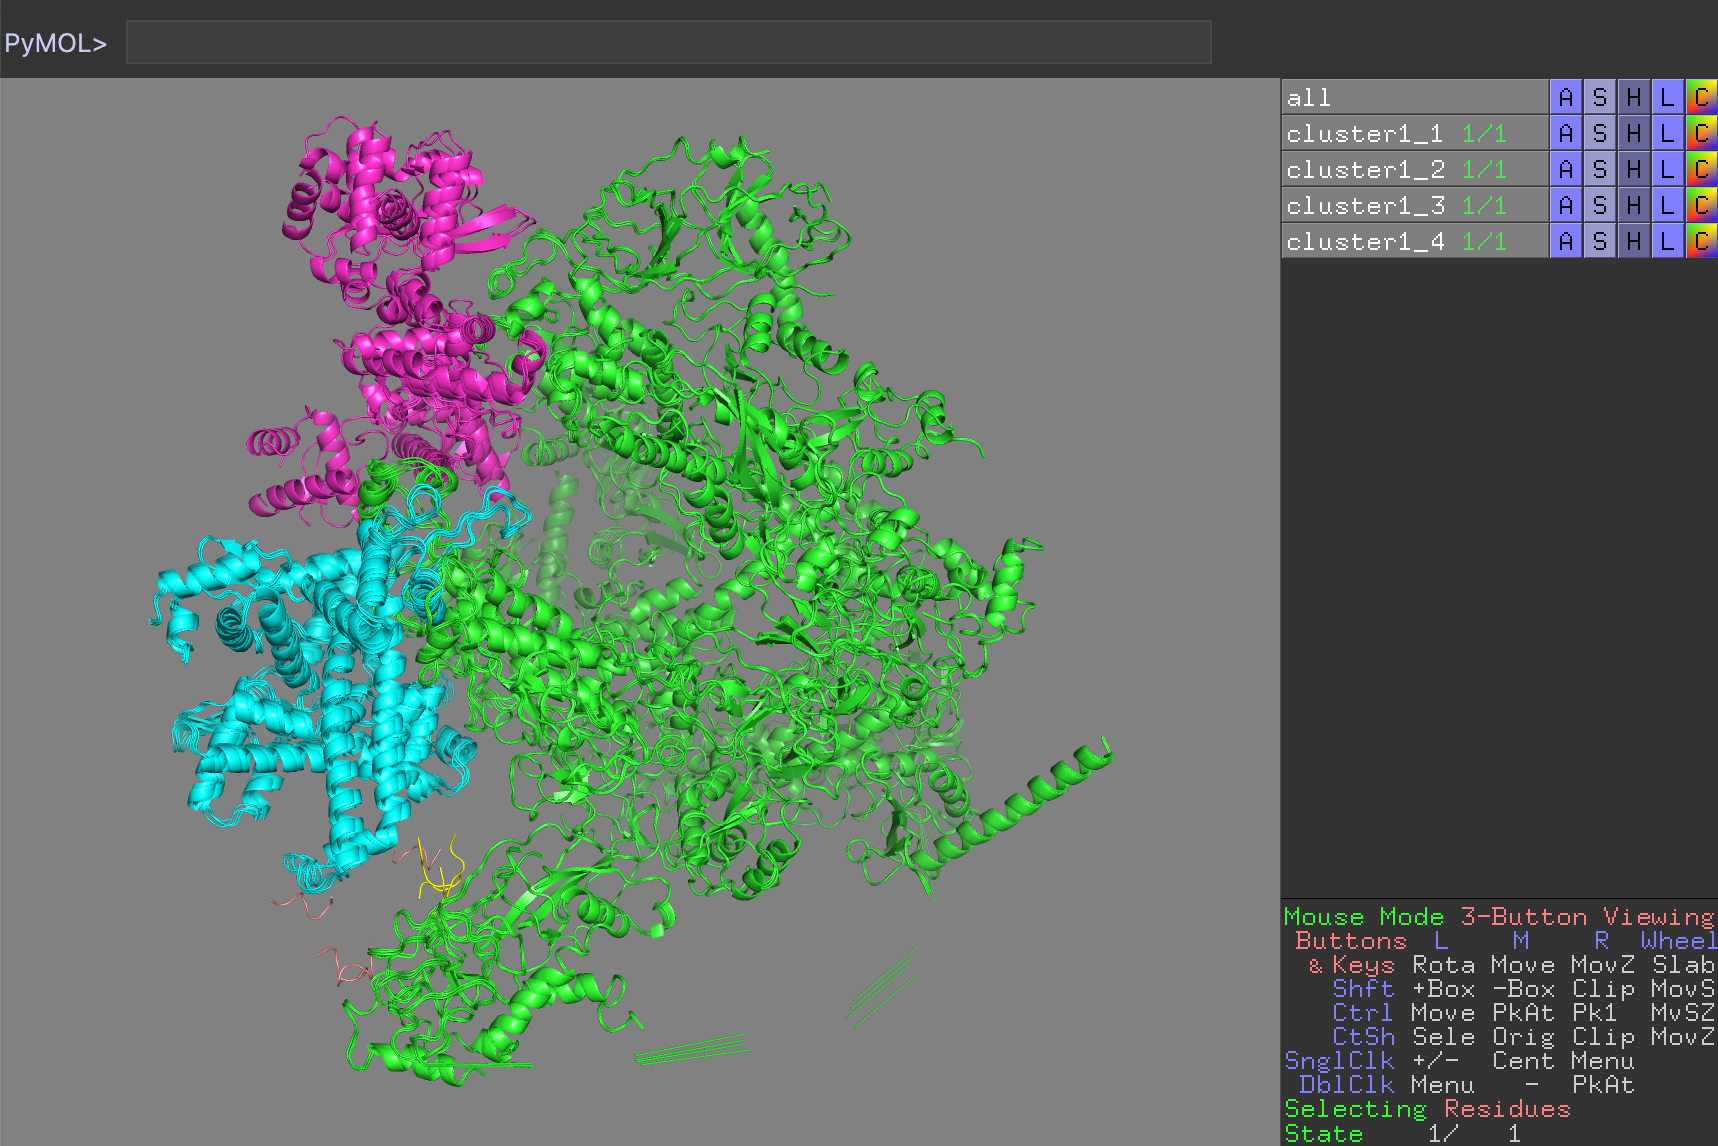 PyMOL>
all A S H L C
cluster1_1 1/1 A S H L C
cluster1_2 1/1 A S H L C
cluster1_3 1/1 A S H L C
cluster1_4 1/1 A S H L C
Mouse Mode 3-Button Viewing
Buttons L M R Wheel
& Keys Rota Move MovZ Slab
Shft +Box -Box Clip MovS
Ctrl Move PkAt Pk1 MvSZ
CtSh Sele Orig Clip MovZ
SnglClk +/- Cent Menu
DblClk Menu - PkAt
Selecting Residues
State 1/ 1